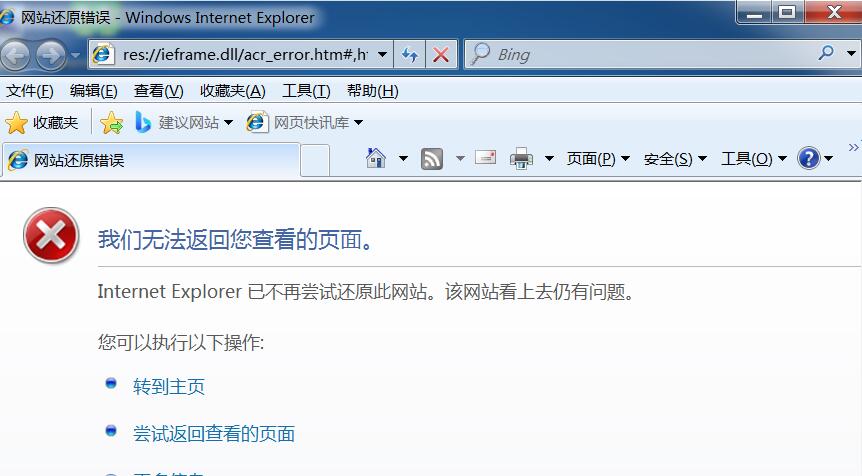 网站还原错误 - Windows Internet Explorer
res://ieframe.dll/acr_error.htm#,h
Bing
文件(F) 编辑(E) 查看(V) 收藏夹(A) 工具(T) 帮助(H)
收藏夹 建议网站 网页快讯库
网站还原错误 页面(P) 安全(S) 工具(O)
我们无法返回您查看的页面。
Internet Explorer 已不再尝试还原此网站。该网站看上去仍有问题。
您可以执行以下操作:
转到主页
尝试返回查看的页面